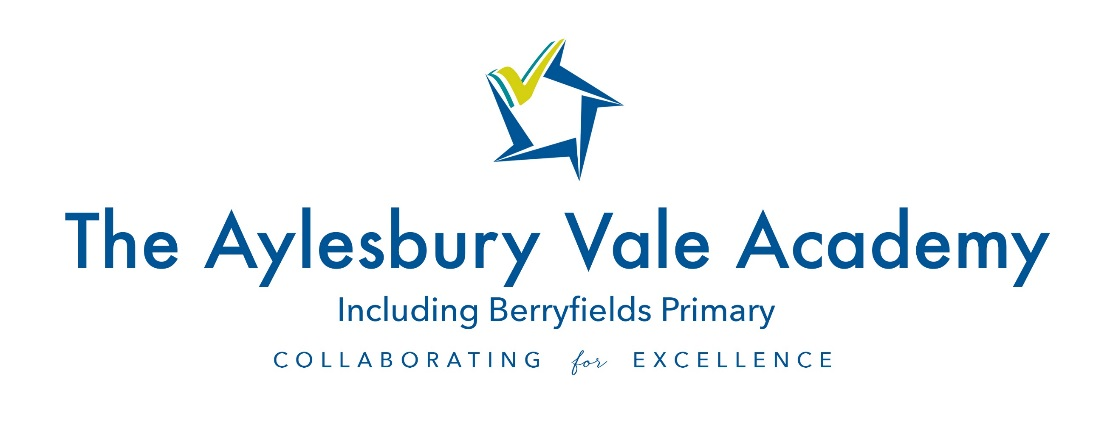 The Aylesbury Vale Academy
Including Berryfields Primary
COLLABORATING for EXCELLENCE